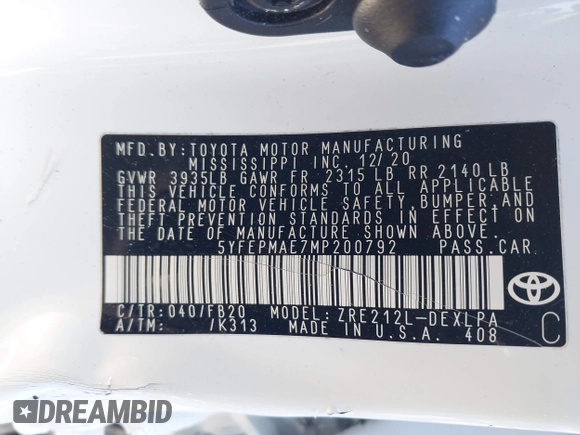 MFD.BY: TOYOTA MOTOR MANUFACTURING
MISSISSIPPI INC. 12/20
GVWR 3935LB GAWR FR 2315 LB RR 2140 LB
THIS VEHICLE CONFORMS TO ALL APPLICABLE
FEDERAL MOTOR VEHICLE SAFETY, BUMPER, AND
THEFT PREVENTION STANDARDS IN EFFECT ON
THE DATE OF MANUFACTURE SHOWN ABOVE.
5YFEPMAE7MP200792 PASS.CAR
C/TR:040/FB20 MODEL: ZRE212L-DEXLPA
A/TM: /K313 MADE IN U.S.A. 408
C
DREAMBID